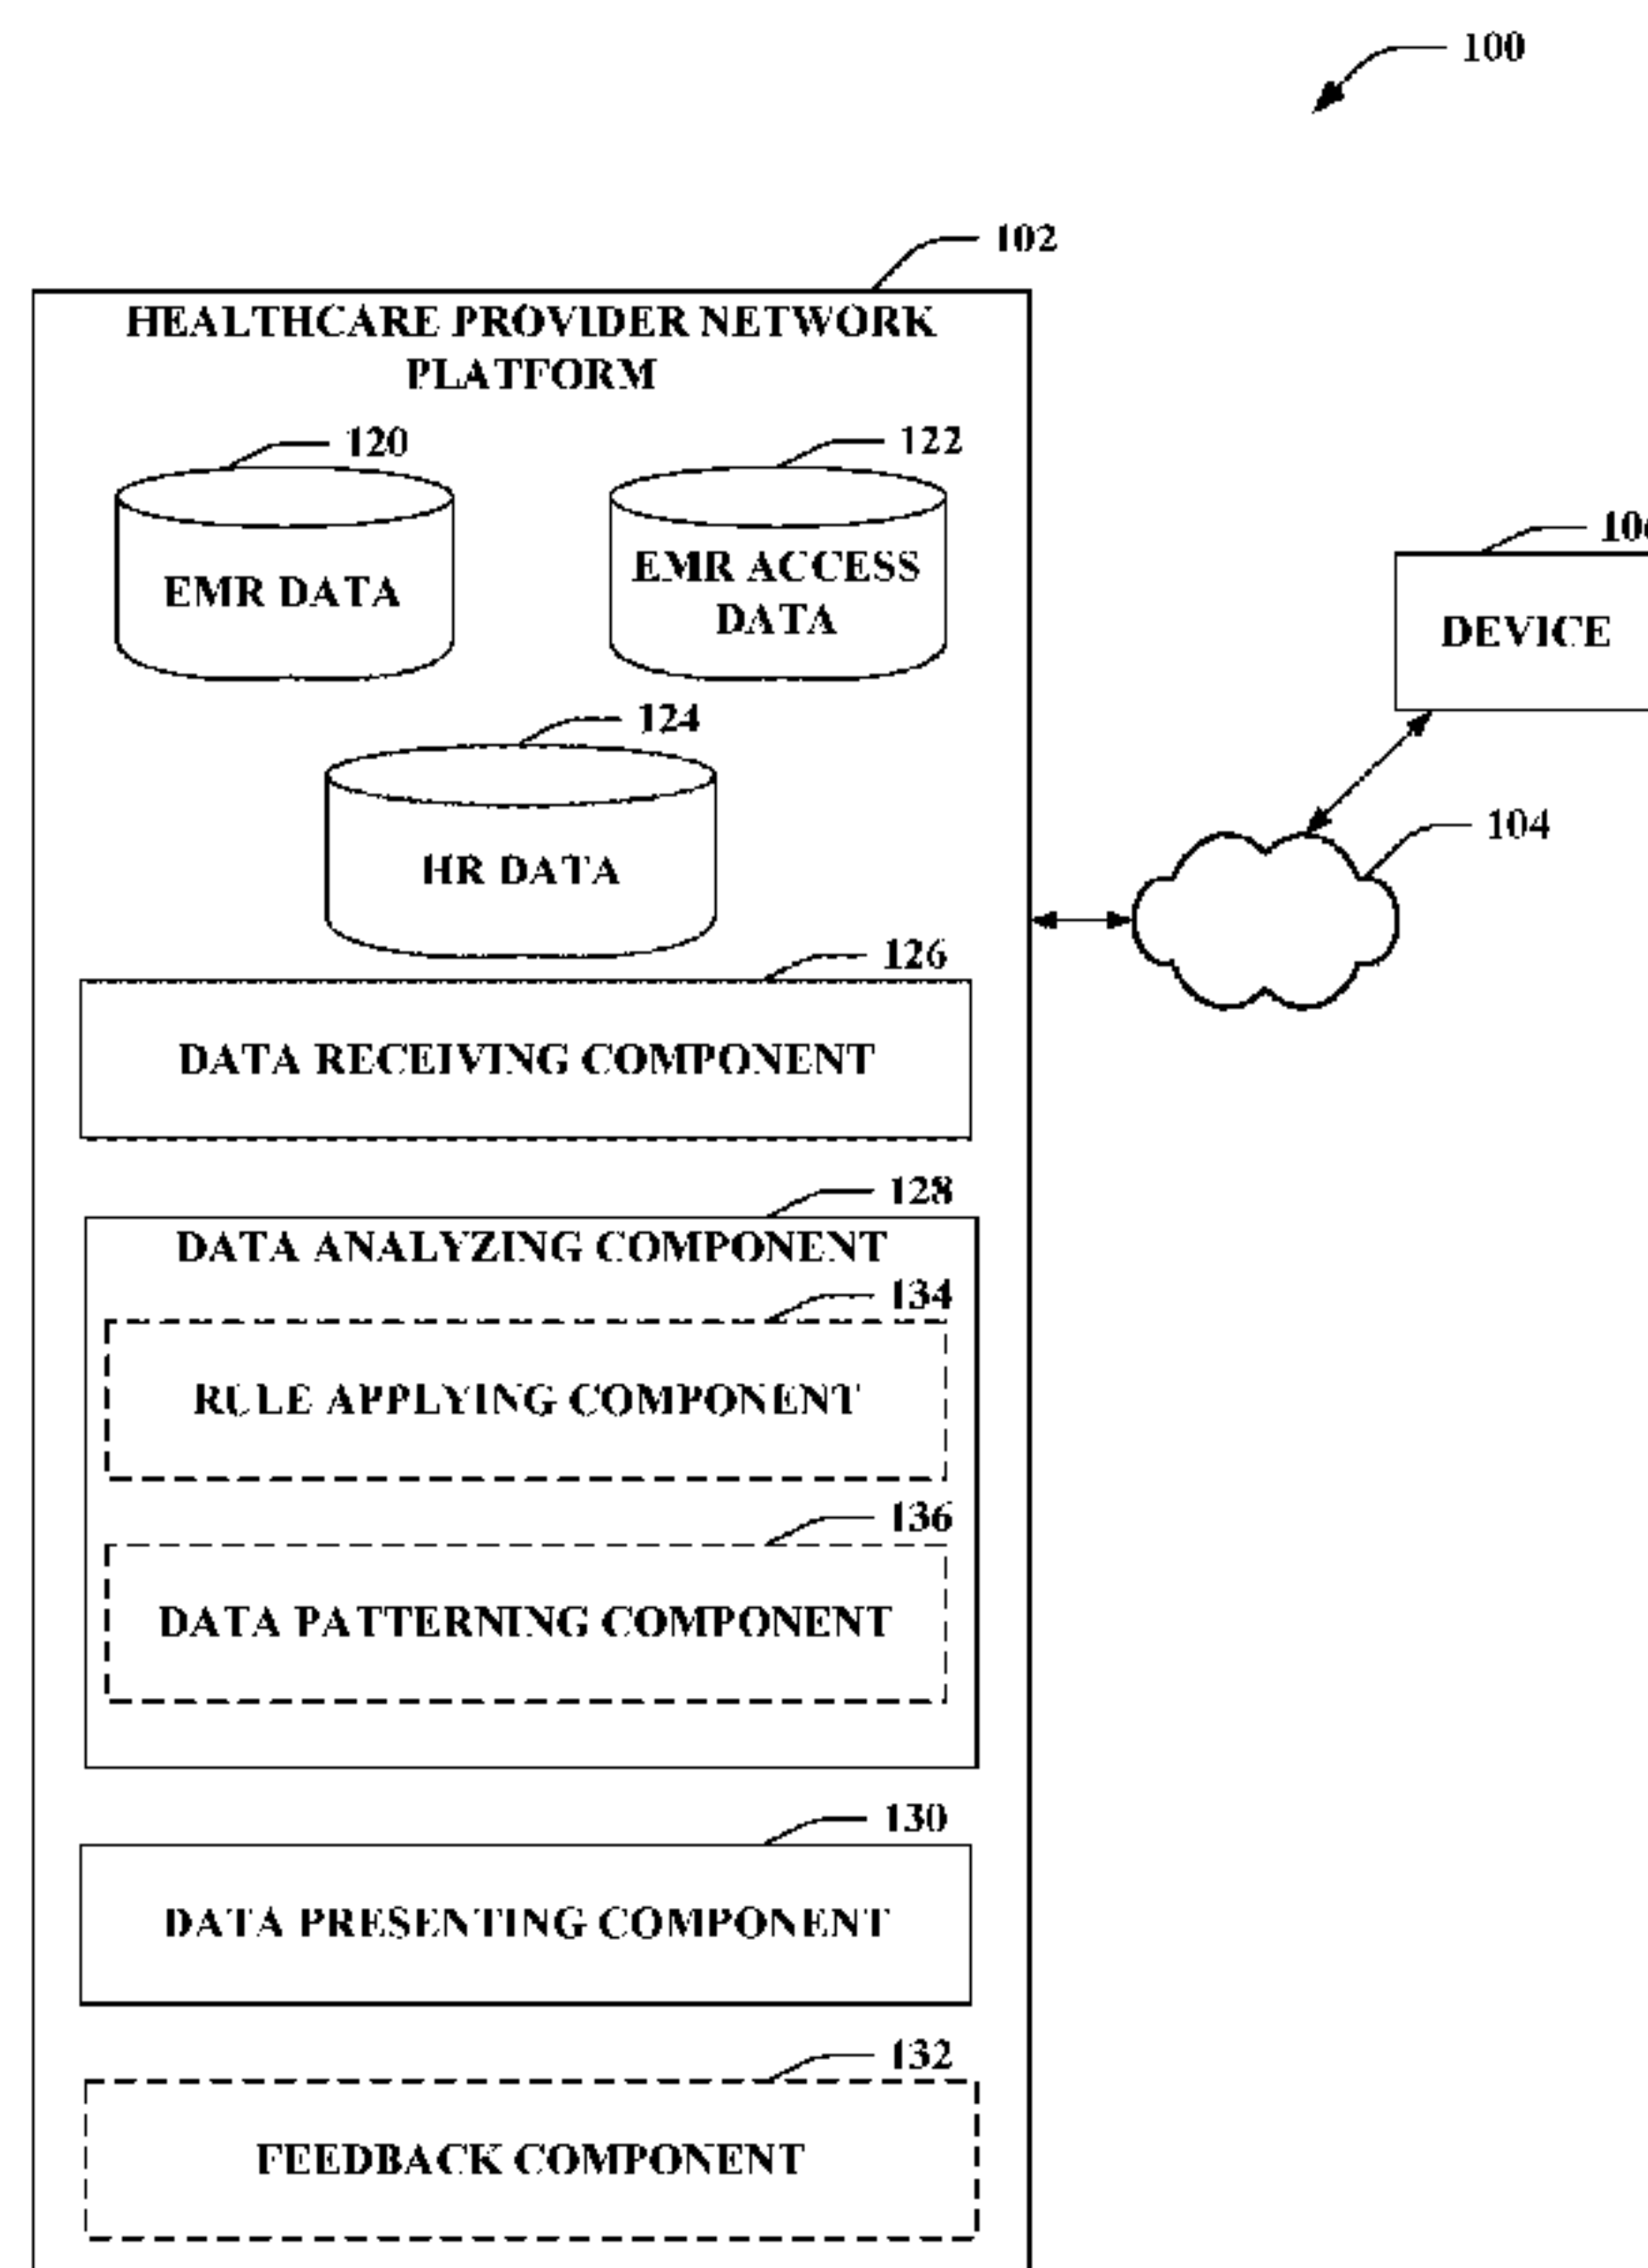 100
102
HEALTHCARE PROVIDER NETWORK
PLATFORM
120
122
EMR DATA
EMR ACCESS
DATA
DEVICE
124
HR DATA
104
126
DATA RECEIVING COMPONENT
128
DATA ANALYZING COMPONENT
134
RULE APPLYING COMPONENT
136
DATA PATTERNING COMPONENT
130
DATA PRESENTING COMPONENT
132
FEEDBACK COMPONENT